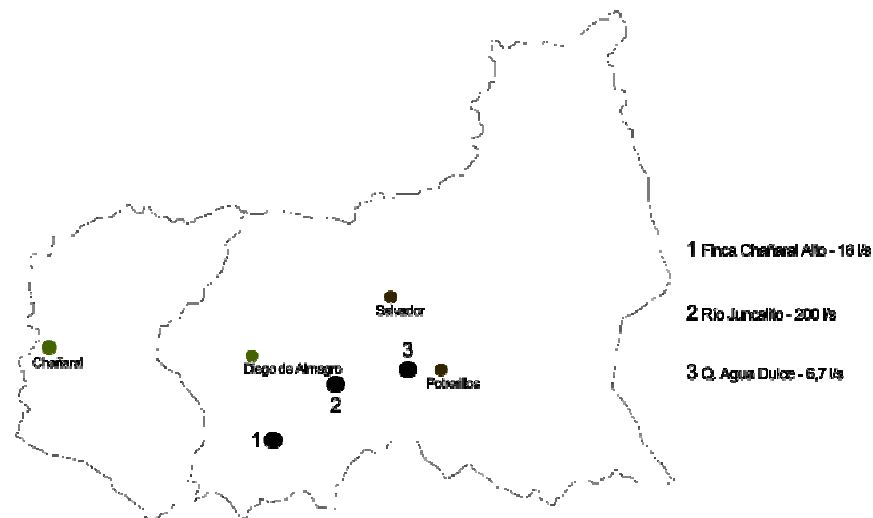 1 Finca Chañaral Alto - 16 l/s
Salvador
2 Río Juncalito - 200 l/s
3
Chañaral
Diego de Almagro
3 Q. Agua Dulce - 6,7 l/s
Potrerillos
2
1